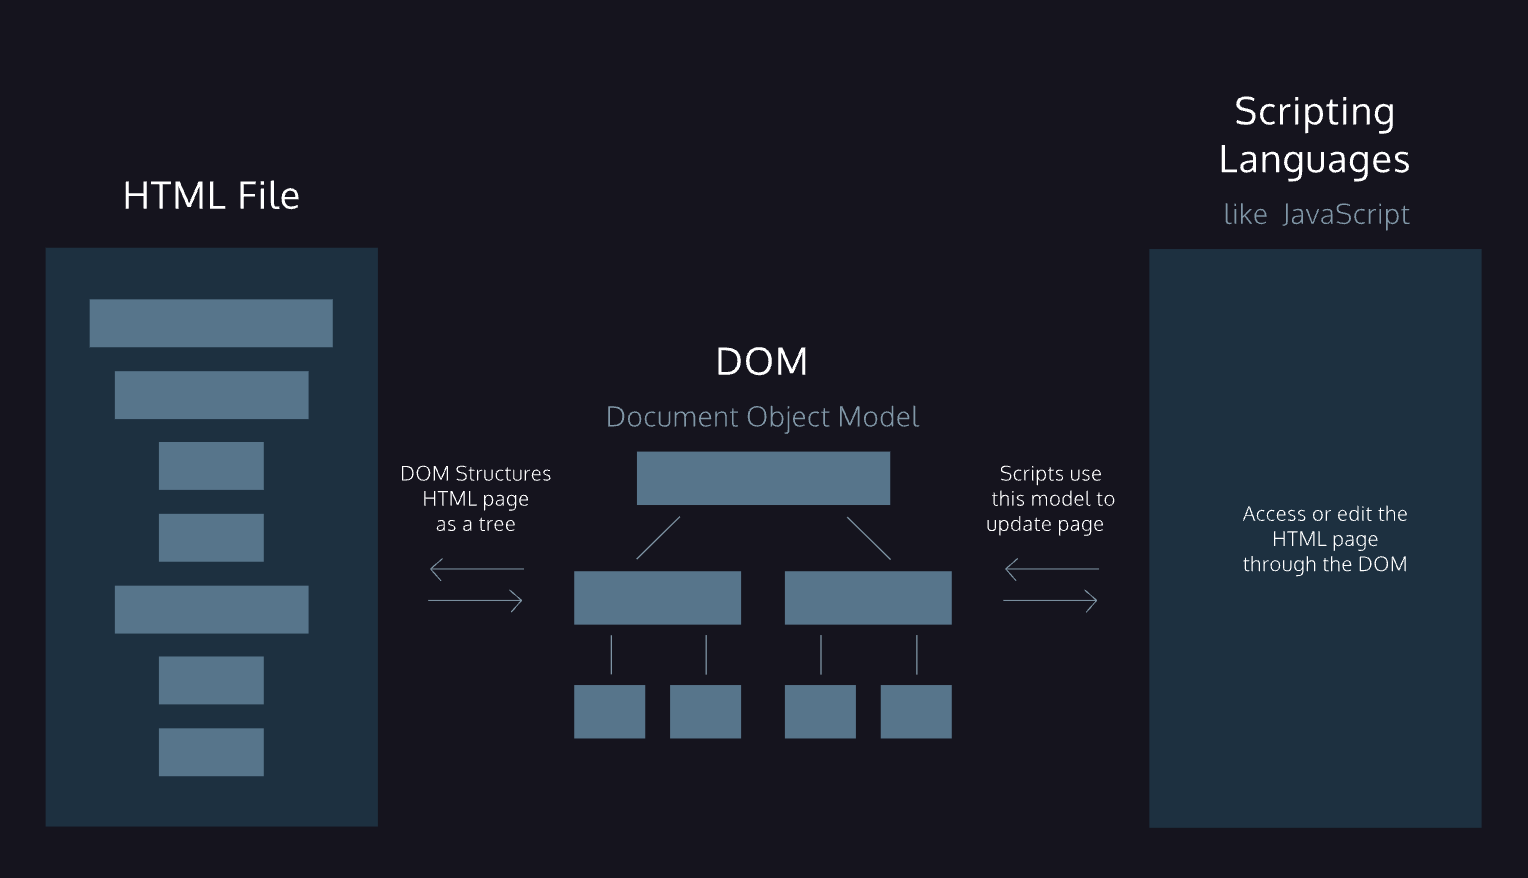 HTML File
DOM Structures
HTML page
as a tree
DOM
Document Object Model
Scripts use
this model to
update page
Scripting
Languages
like JavaScript
Access or edit the
HTML page
through the DOM